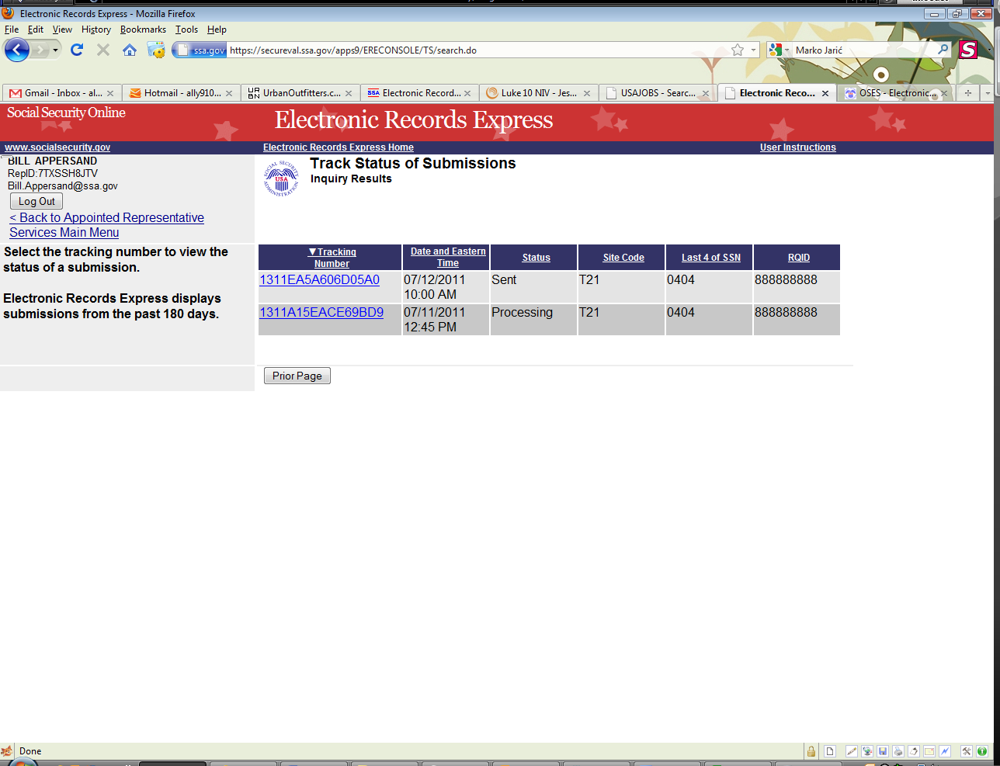 Electronic Records Express - Mozilla Firefox
File Edit View History Bookmarks Tools Help
ssa.gov https://secureval.ssa.gov/apps9/ERECONSOLE/TS/search.do
Marko Jarić
S
Gmail - Inbox - al...
Hotmail - ally910...
URBN
UrbanOutfitters.c...
SSA Electronic Record...
Luke 10 NIV - Jes...
USAJOBS - Searc...
Electronic Reco...
OSES - Electronic...
Social Security Online
Electronic Records Express
www.socialsecurity.gov
Electronic Records Express Home
User Instructions
BILL APPERSAND
RepID:7TXSSH8JTV
Bill.Appersand@ssa.gov
Log Out
< Back to Appointed Representative
Services Main Menu
SOCIAL SECURITY ADMINISTRATION
USA
Track Status of Submissions
Inquiry Results
Select the tracking number to view the
status of a submission.
Electronic Records Express displays
submissions from the past 180 days.
▼Tracking
Number
Date and Eastern
Time
Status
Site Code
Last 4 of SSN
RQID
1311EA5A606D05A0
07/12/2011
10:00 AM
Sent
T21
0404
888888888
1311A15EACE69BD9
07/11/2011
12:45 PM
Processing
T21
0404
888888888
Prior Page
Done